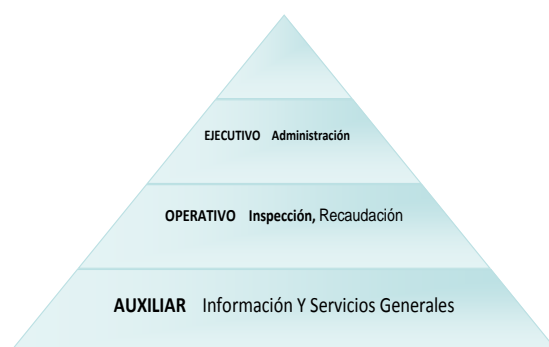 EJECUTIVO Administración
OPERATIVO Inspección, Recaudación
AUXILIAR Información Y Servicios Generales